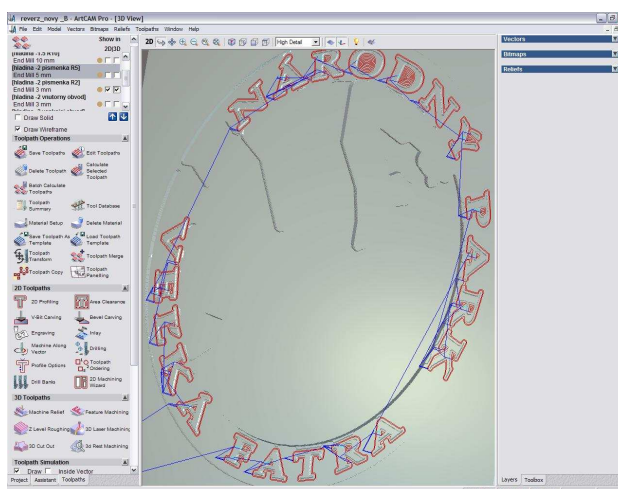 reverz_novy _B - ArtCAM Pro - [3D View]
File Edit Model Vectors Bitmaps Reliefs Toolpaths Window Help
Show in
2D 3D
[hladina -1.5 R10]
End Mill 10 mm
[hladina -2 pismenka R5]
End Mill 5 mm
[hladina -2 pismenka R2]
End Mill 3 mm
[hladina -2 vnutorny obvod]
End Mill 3 mm
Draw Solid
Draw Wireframe
Toolpath Operations
Save Toolpaths
Edit Toolpaths
Delete Toolpath
Calculate Selected Toolpath
Batch Calculate Toolpaths
Toolpath Summary
Tool Database
Material Setup
Delete Material
Save Toolpath As Template
Load Toolpath Template
Toolpath Transform
Toolpath Merge
Toolpath Copy
Toolpath Panelling
2D Toolpaths
2D Profiling
Area Clearance
V-Bit Carving
Bevel Carving
Engraving
Inlay
Machine Along Vector
Drilling
Profile Options
Toolpath Ordering
Drill Banks
2D Machining Wizard
3D Toolpaths
Machine Relief
Feature Machining
Z Level Roughing
3D Laser Machining
3D Cut Out
3d Rest Machining
Toolpath Simulation
Draw
Inside Vector
Project Assistant Toolpaths
2D
High Detail
NARODNY PARK
VELKA FATRA
Vectors
Bitmaps
Reliefs
Layers Toolbox